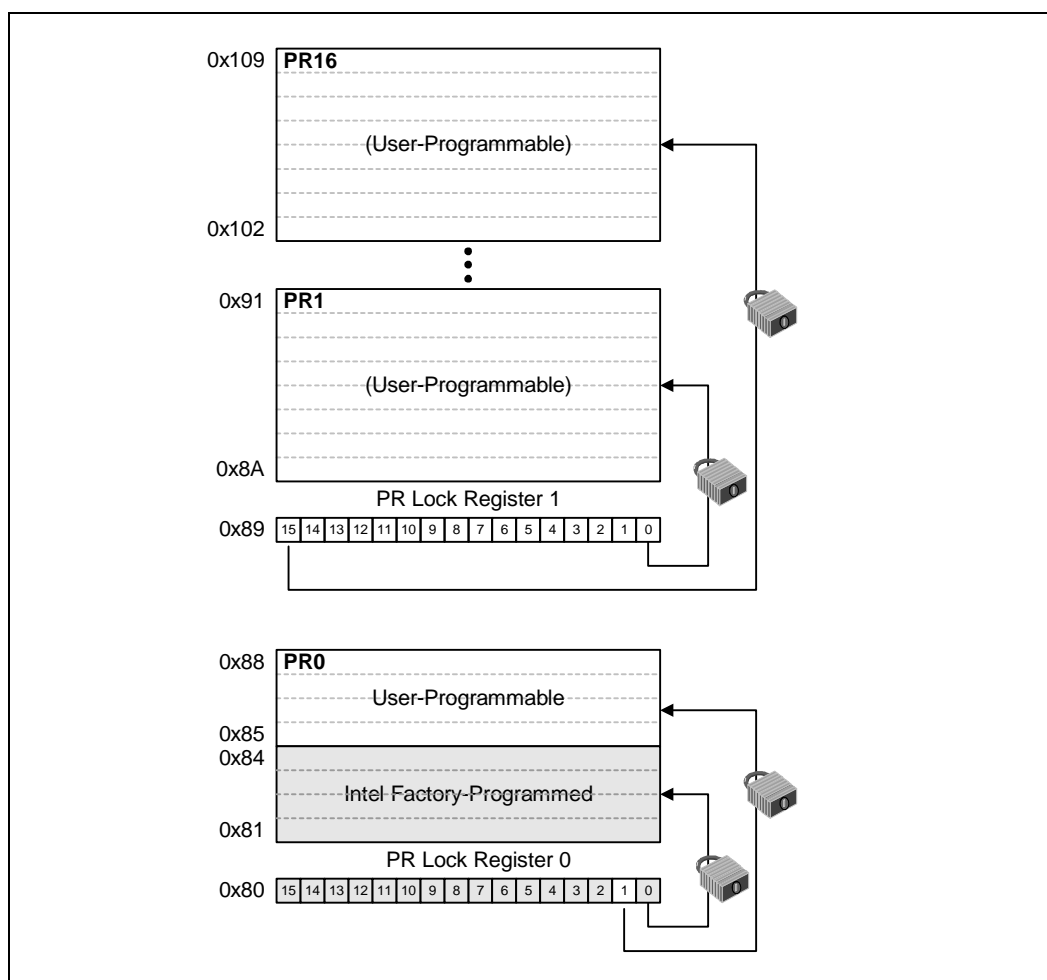 0x109 PR16
(User-Programmable)
0x102
0x91 PR1
(User-Programmable)
0x8A
PR Lock Register 1
0x89 15 14 13 12 11 10 9 8 7 6 5 4 3 2 1 0
0x88 PR0
User-Programmable
0x85
0x84
Intel Factory-Programmed
0x81
PR Lock Register 0
0x80 15 14 13 12 11 10 9 8 7 6 5 4 3 2 1 0